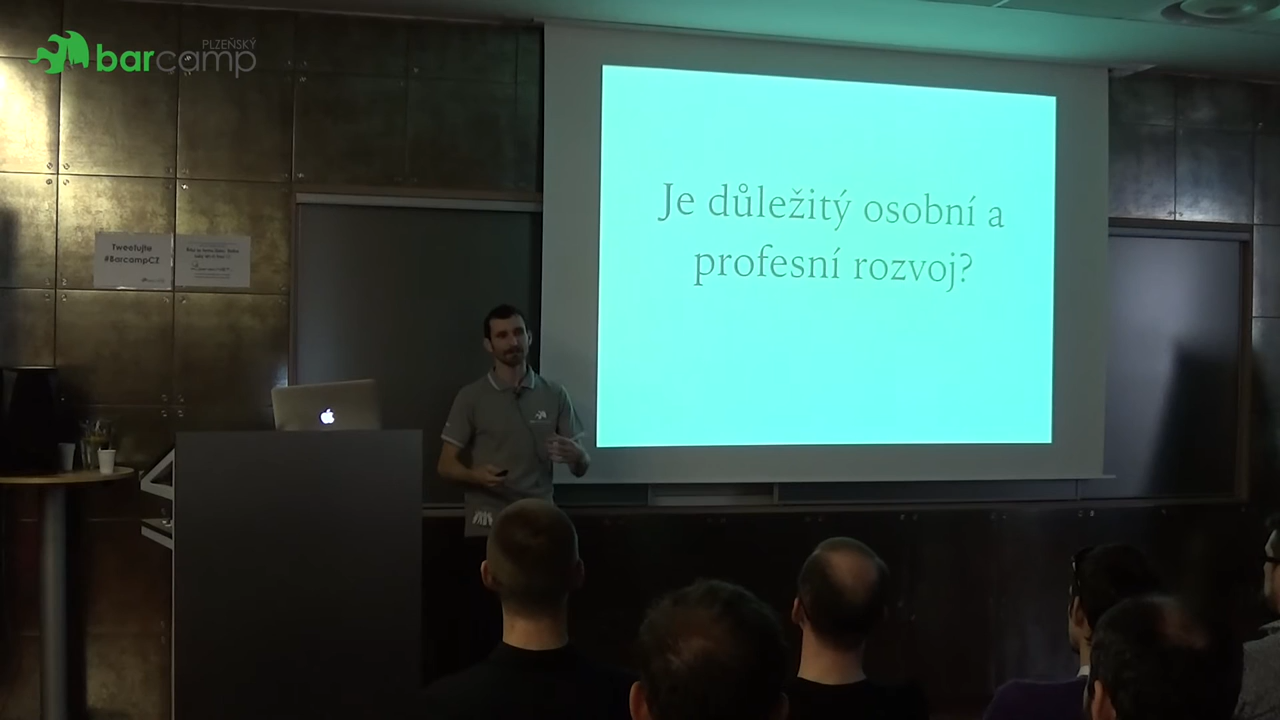 PLZEŇSKÝ
barcamp
Je důležitý osobní a
profesní rozvoj?
Tweetujte
#BarcampCZ